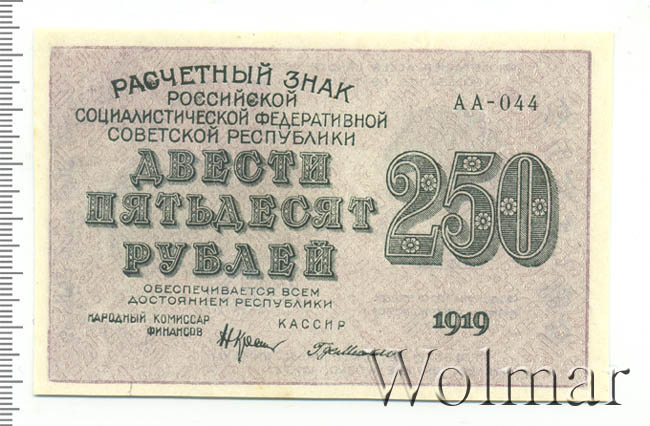 РАСЧЕТНЫЙ ЗНАК
РОССИЙСКОЙ
СОЦИАЛИСТИЧЕСКОЙ ФЕДЕРАТИВНОЙ
СОВЕТСКОЙ РЕСПУБЛИКИ
АА-044
ДВЕСТИ
ПЯТЬДЕСЯТ
РУБЛЕЙ
250
ОБЕСПЕЧИВАЕТСЯ ВСЕМ
ДОСТОЯНИЕМ РЕСПУБЛИКИ
НАРОДНЫЙ КОМИССАР
ФИНАНСОВ
КАССИР
1919
Wolmar